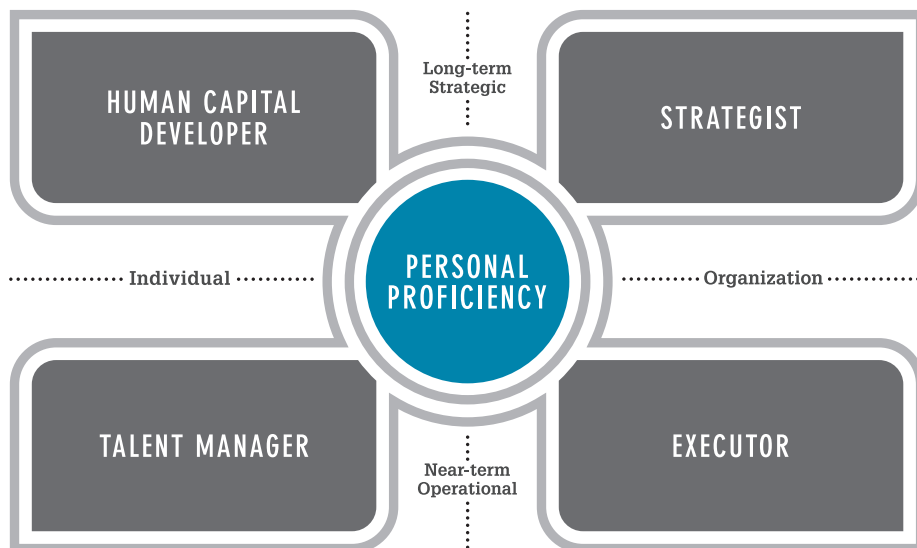 HUMAN CAPITAL
DEVELOPER
Long-term
Strategic
STRATEGIST
Individual
PERSONAL
PROFICIENCY
Organization
TALENT MANAGER
Near-term
Operational
EXECUTOR